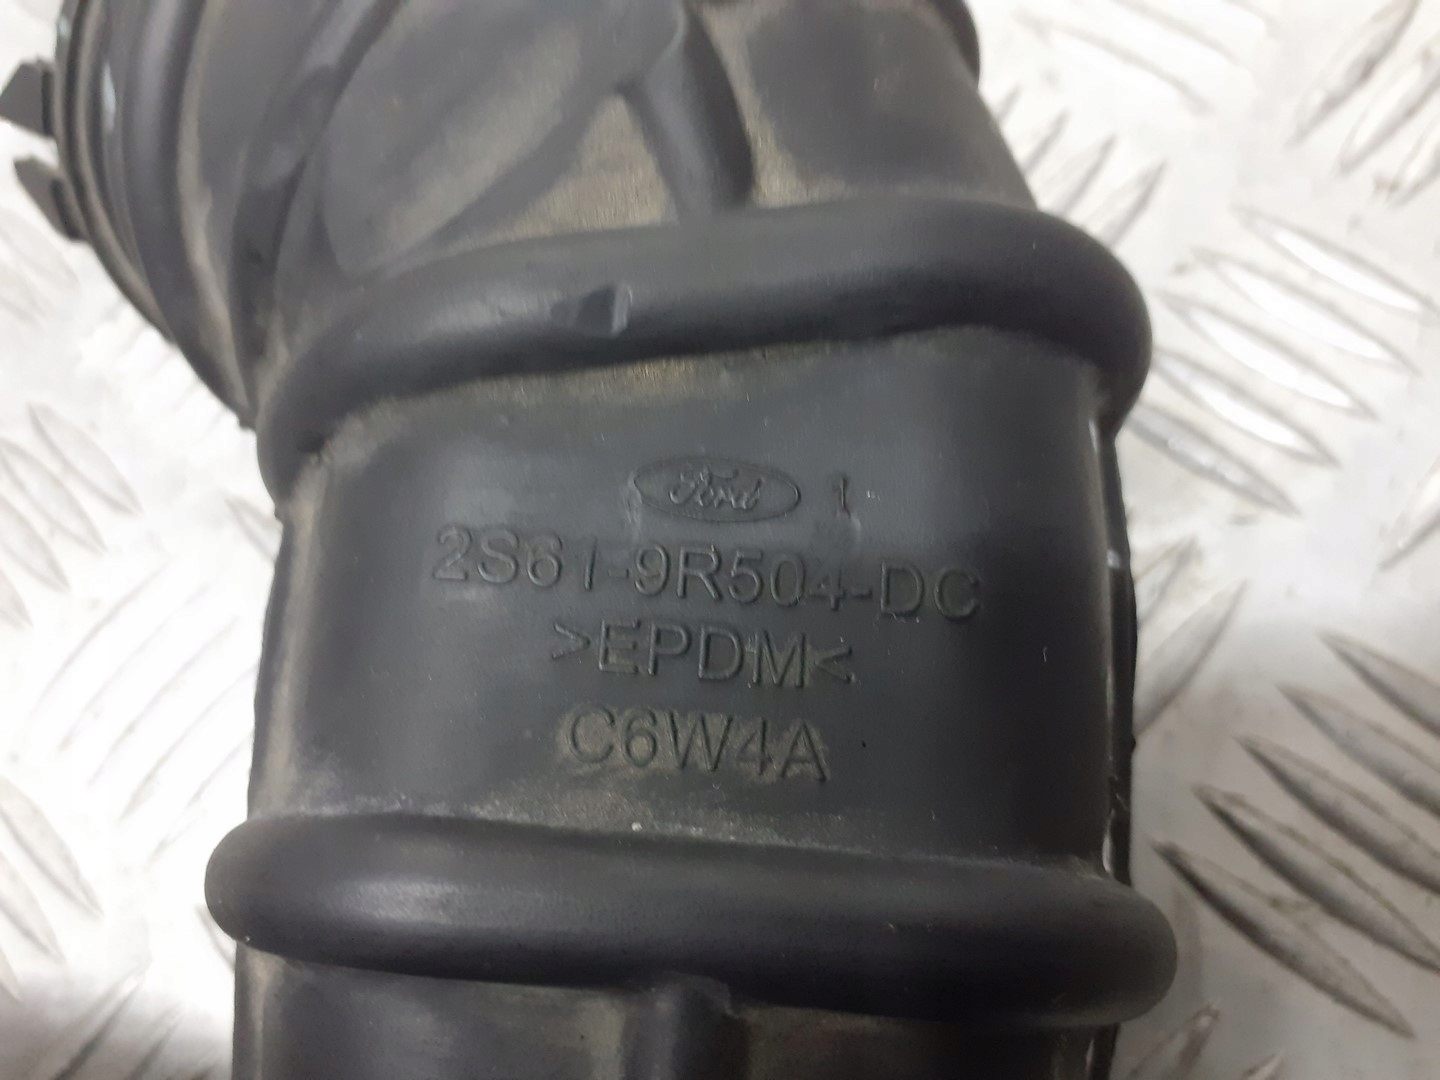 Ford 1
2S61-9R504-DC
>EPDM<
C6W4A